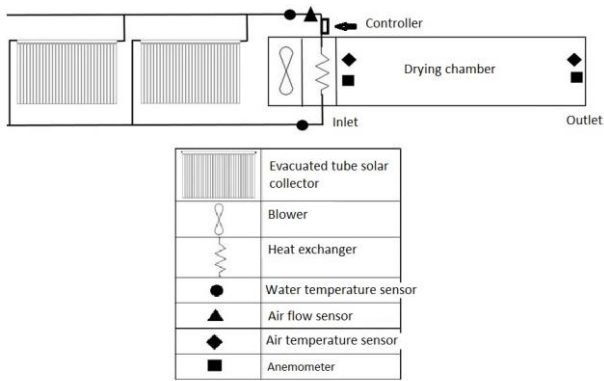 Controller
Drying chamber
Inlet
Outlet
Evacuated tube solar
collector
Blower
Heat exchanger
Water temperature sensor
Air flow sensor
Air temperature sensor
Anemometer